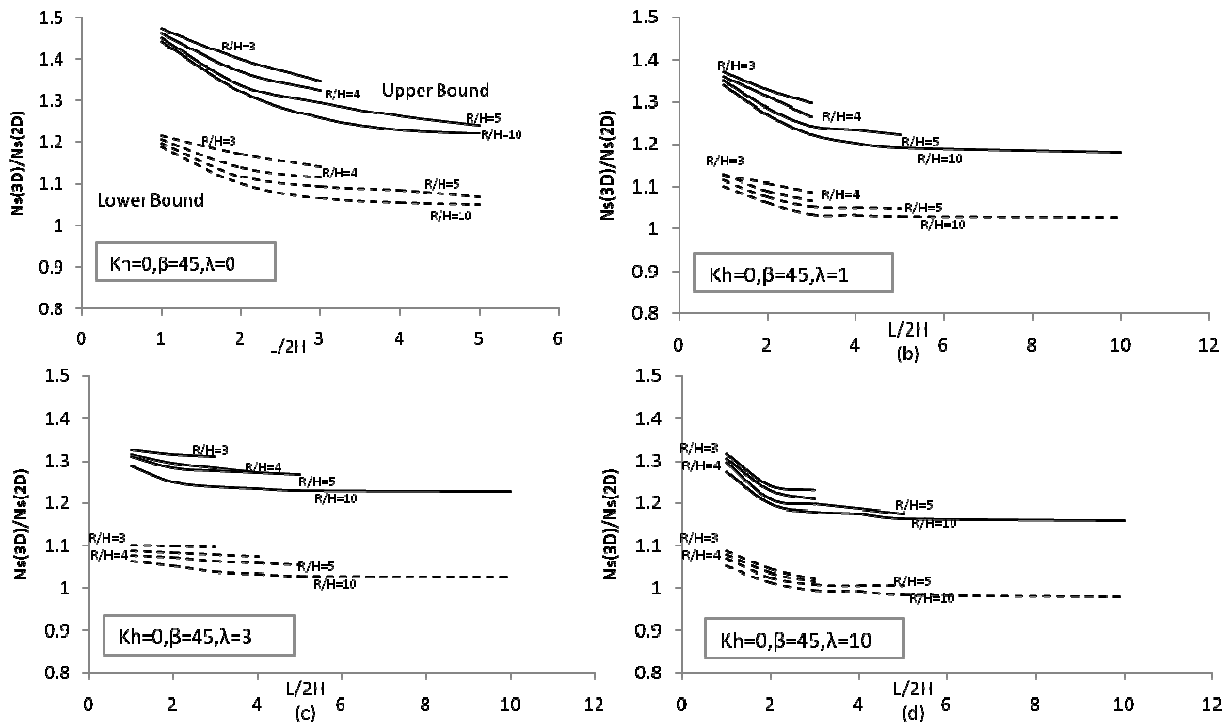 1.5
1.4
1.3
1.2
1.1
1
0.9
0.8
Ns(3D)/Ns(2D)
R/H=3
R/H=4
Upper Bound
R/H=5
R/H=10
R/H=3
R/H=4
R/H=5
R/H=10
Lower Bound
Kh=0,β=45,λ=0
0 1 2 3 4 5 6
L/2H
1.5
1.4
1.3
1.2
1.1
1
0.9
0.8
Ns(3D)/Ns(2D)
R/H=3
R/H=4
R/H=5
R/H=10
R/H=3
R/H=4
R/H=5
R/H=10
Kh=0,β=45,λ=1
0 2 4 6 8 10 12
L/2H
(b)
1.5
1.4
1.3
1.2
1.1
1
0.9
0.8
Ns(3D)/Ns(2D)
R/H=3
R/H=4
R/H=5
R/H=10
R/H=3
R/H=4
R/H=5
R/H=10
Kh=0,β=45,λ=3
0 2 4 6 8 10 12
L/2H
(c)
1.5
1.4
1.3
1.2
1.1
1
0.9
0.8
Ns(3D)/Ns(2D)
R/H=3
R/H=4
R/H=5
R/H=10
R/H=3
R/H=4
R/H=5
R/H=10
Kh=0,β=45,λ=10
0 2 4 6 8 10 12
L/2H
(d)